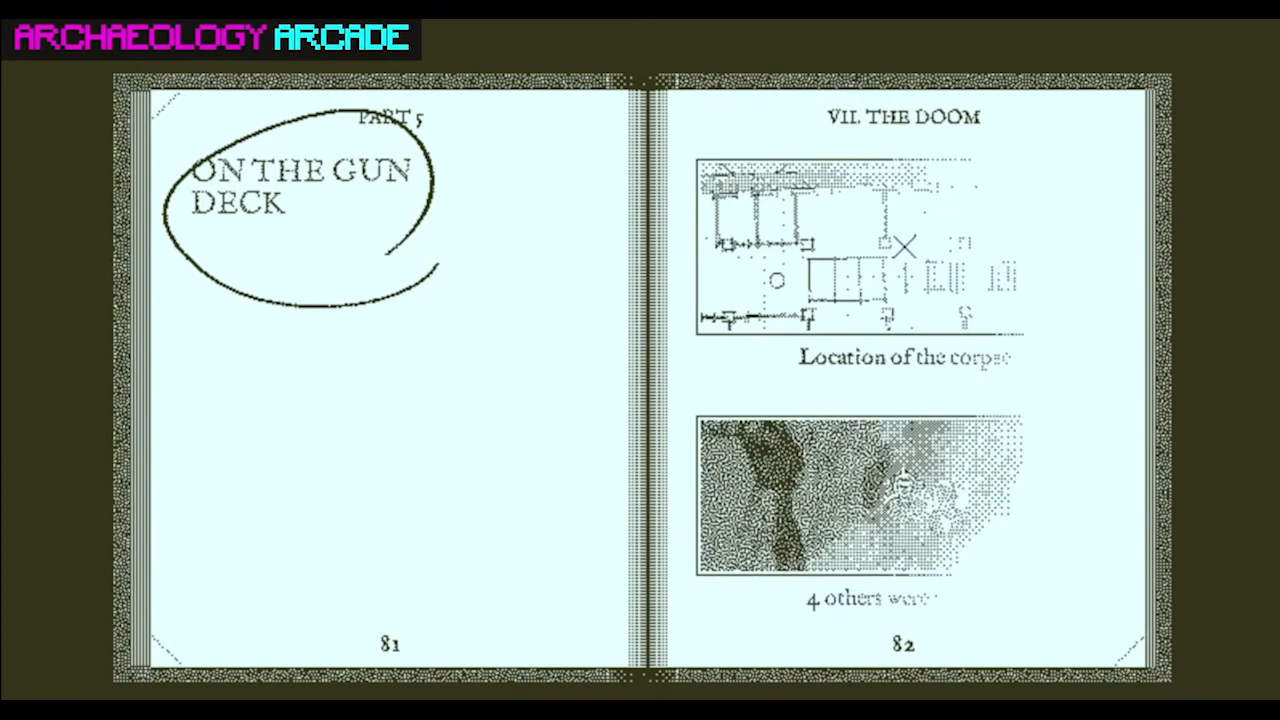 ARCHAEOLOGY ARCADE
PART 5
ON THE GUN
DECK
81
VII. THE DOOM
Location of the corpse
4 others were
82